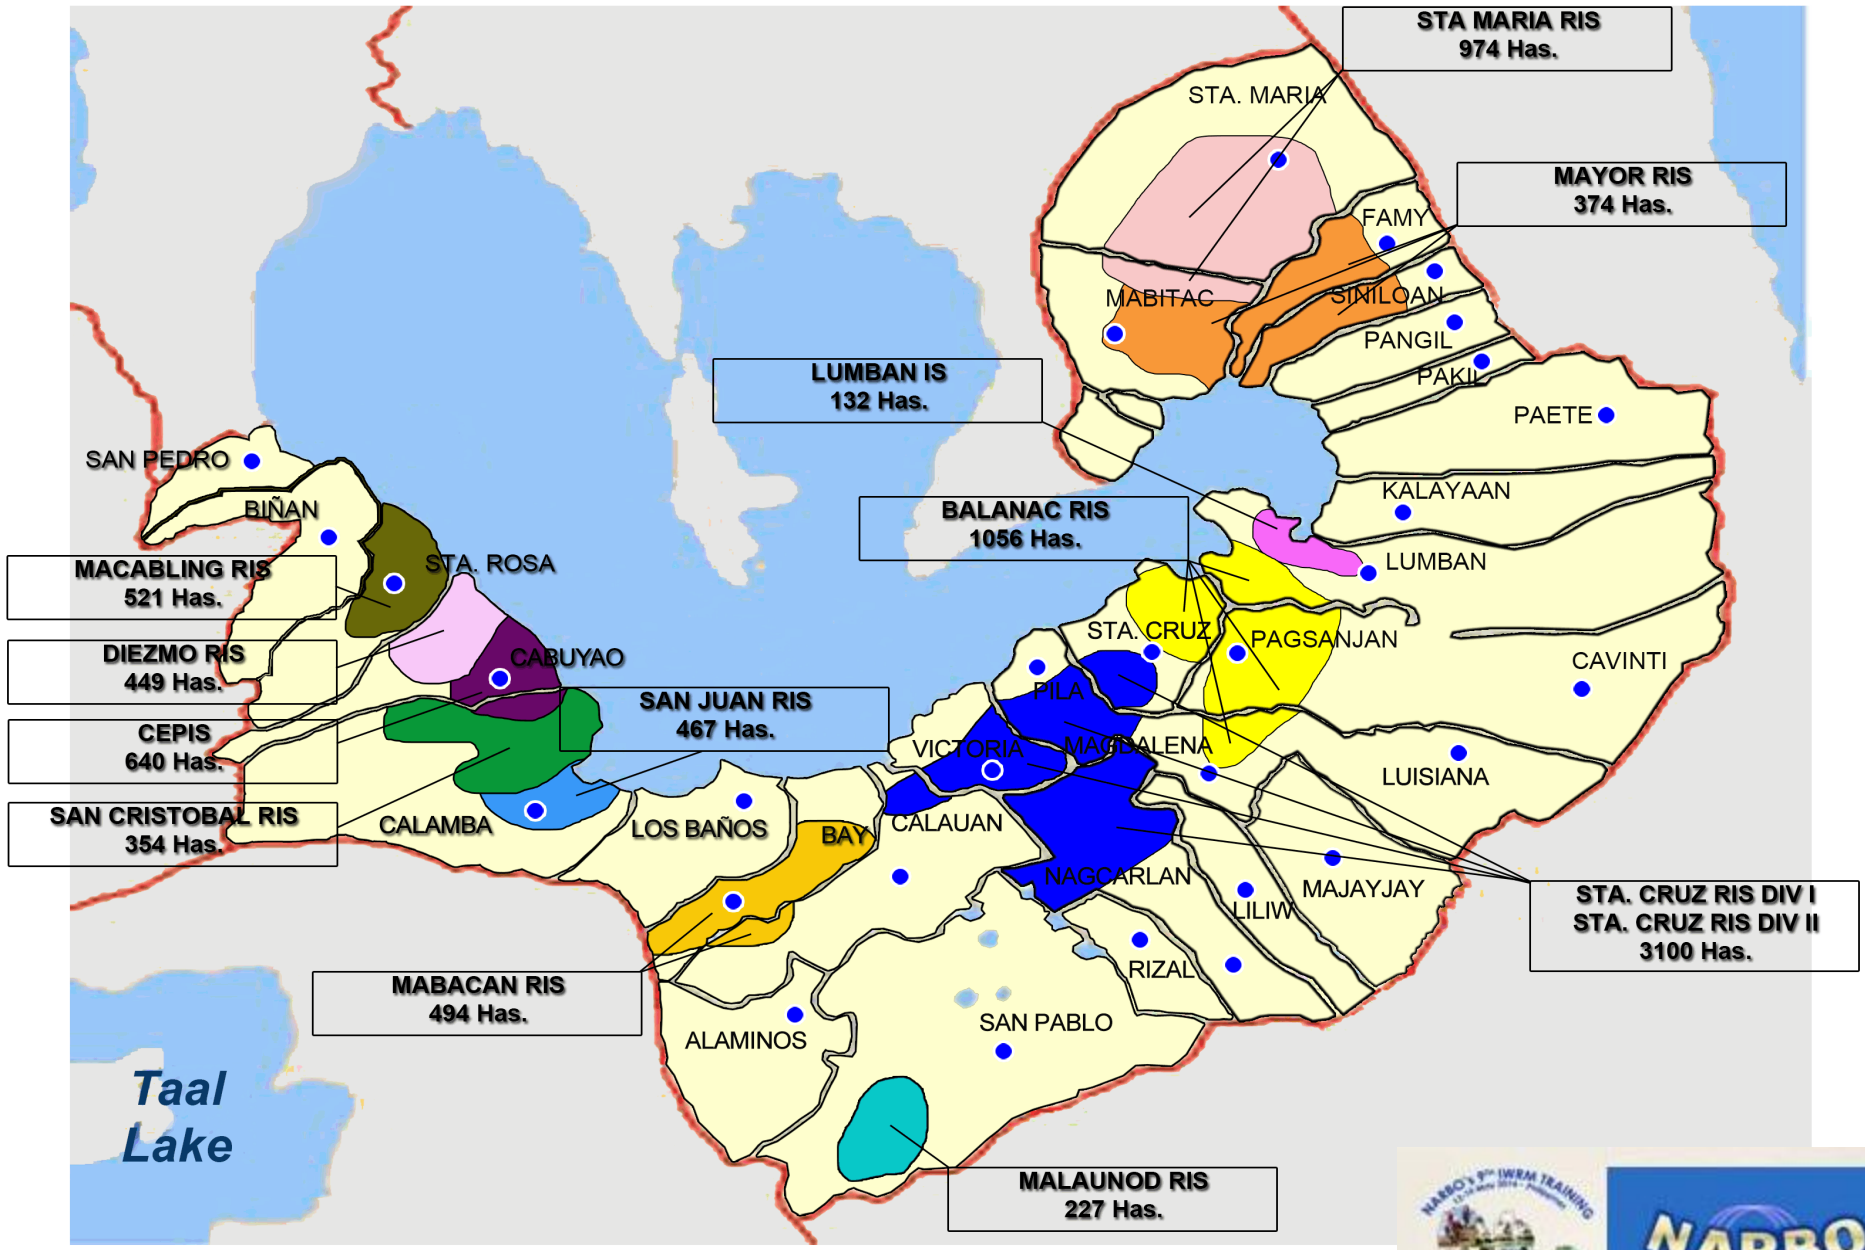 STA MARIA RIS
974 Has.
STA. MARIA
MAYOR RIS
374 Has.
FAMY
SINILOAN
MABITAC
PANGIL
PAKIL
LUMBAN IS
132 Has.
PAETE
SAN PEDRO
BIÑAN
KALAYAAN
BALANAC RIS
1056 Has.
STA. ROSA
LUMBAN
MACABLING RIS
521 Has.
STA. CRUZ
PAGSANJAN
DIEZMO RIS
449 Has.
CABUYAO
CAVINTI
PILA
SAN JUAN RIS
467 Has.
CEPIS
640 Has.
VICTORIA
MAGDALENA
LUISIANA
SAN CRISTOBAL RIS
354 Has.
CALAMBA
LOS BAÑOS
BAY
CALAUAN
NAGCARLAN
MAJAYJAY
LILIW
STA. CRUZ RIS DIV I
STA. CRUZ RIS DIV II
3100 Has.
RIZAL
MABACAN RIS
494 Has.
SAN PABLO
ALAMINOS
Taal
Lake
MALAUNOD RIS
227 Has.
NARBO's 9TH IWRM TRAINING
NARBO